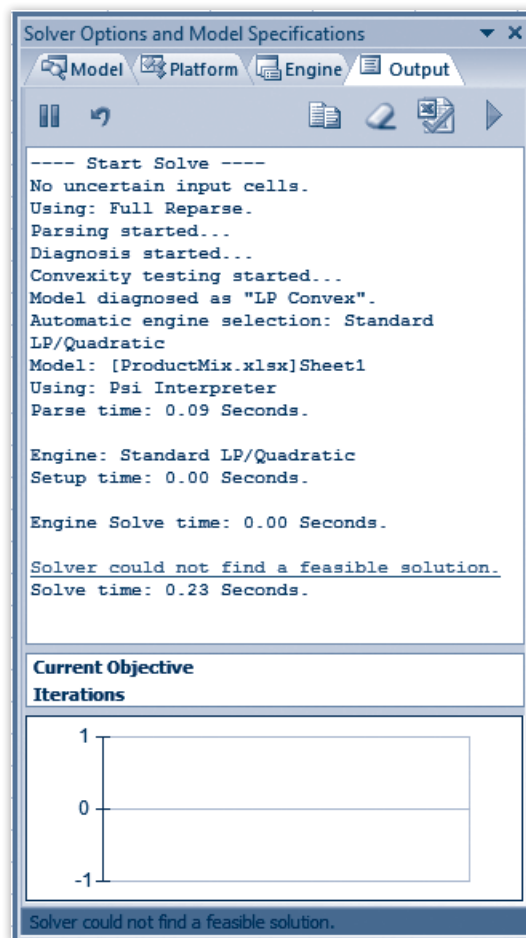 Solver Options and Model Specifications
Model Platform Engine Output
---- Start Solve ----
No uncertain input cells.
Using: Full Reparse.
Parsing started...
Diagnosis started...
Convexity testing started...
Model diagnosed as "LP Convex".
Automatic engine selection: Standard
LP/Quadratic
Model: [ProductMix.xlsx]Sheet1
Using: Psi Interpreter
Parse time: 0.09 Seconds.
Engine: Standard LP/Quadratic
Setup time: 0.00 Seconds.
Engine Solve time: 0.00 Seconds.
Solver could not find a feasible solution.
Solve time: 0.23 Seconds.
Current Objective
Iterations
1
0
-1
Solver could not find a feasible solution.